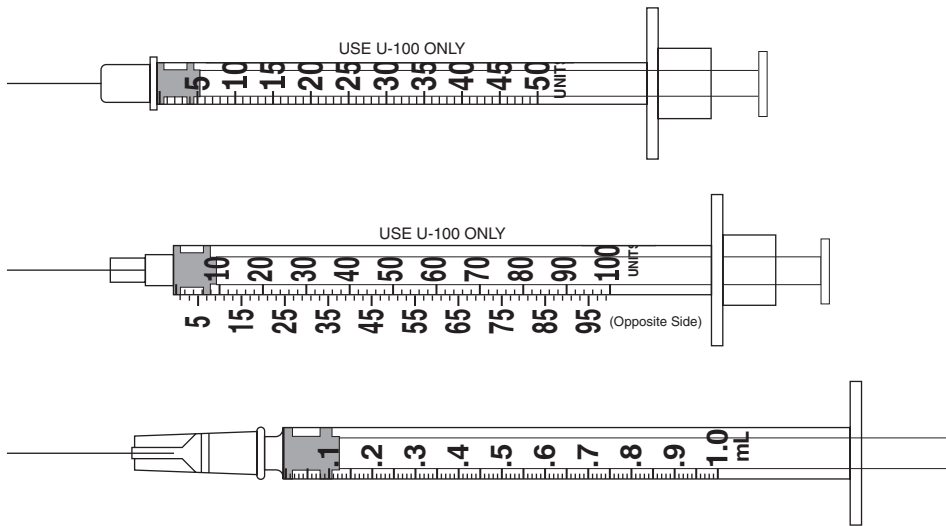 USE U-100 ONLY
5 10 15 20 25 30 35 40 45 50 UNITS
USE U-100 ONLY
10 20 30 40 50 60 70 80 90 100 UNITS
5 15 25 35 45 55 65 75 85 95 (Opposite Side)
.1 .2 .3 .4 .5 .6 .7 .8 .9 1.0 mL